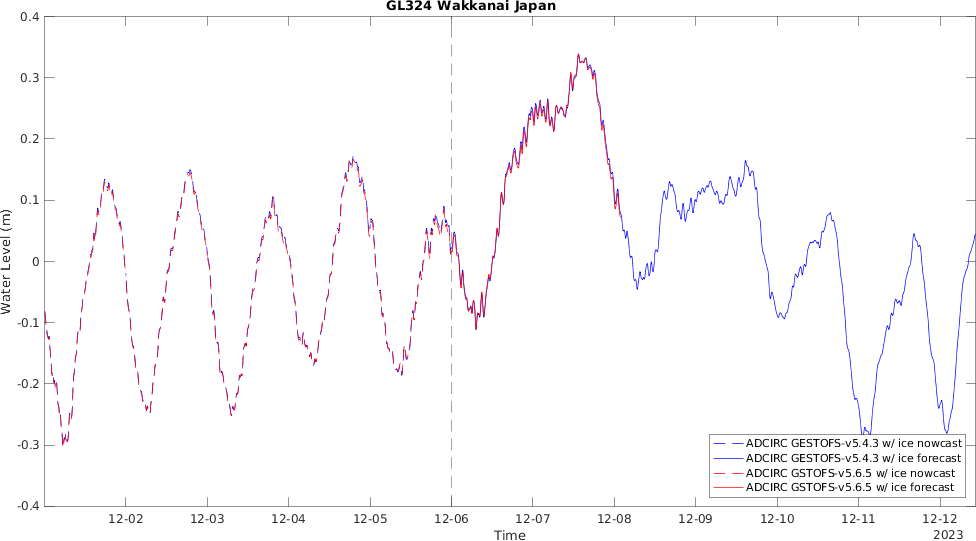 GL324 Wakkanai Japan
0.4
0.3
0.2
0.1
0
-0.1
-0.2
-0.3
-0.4
Water Level (m)
12-02 12-03 12-04 12-05 12-06 12-07 12-08 12-09 12-10 12-11 12-12
Time
2023
ADCIRC GESTOFS-v5.4.3 w/ ice nowcast
ADCIRC GESTOFS-v5.4.3 w/ ice forecast
ADCIRC GSTOFS-v5.6.5 w/ ice nowcast
ADCIRC GSTOFS-v5.6.5 w/ ice forecast